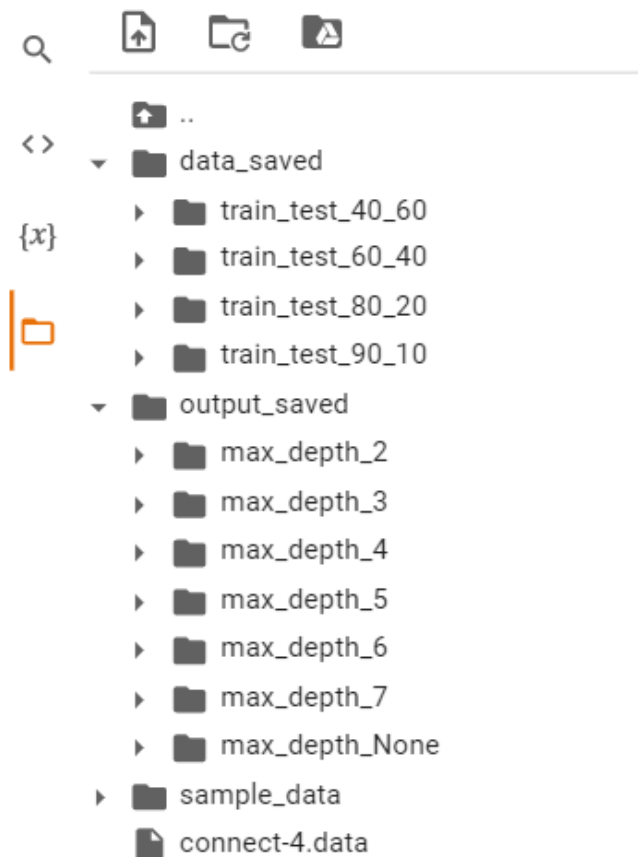 ..
<>
data_saved
train_test_40_60
{x}
train_test_60_40
train_test_80_20
train_test_90_10
output_saved
max_depth_2
max_depth_3
max_depth_4
max_depth_5
max_depth_6
max_depth_7
max_depth_None
sample_data
connect-4.data